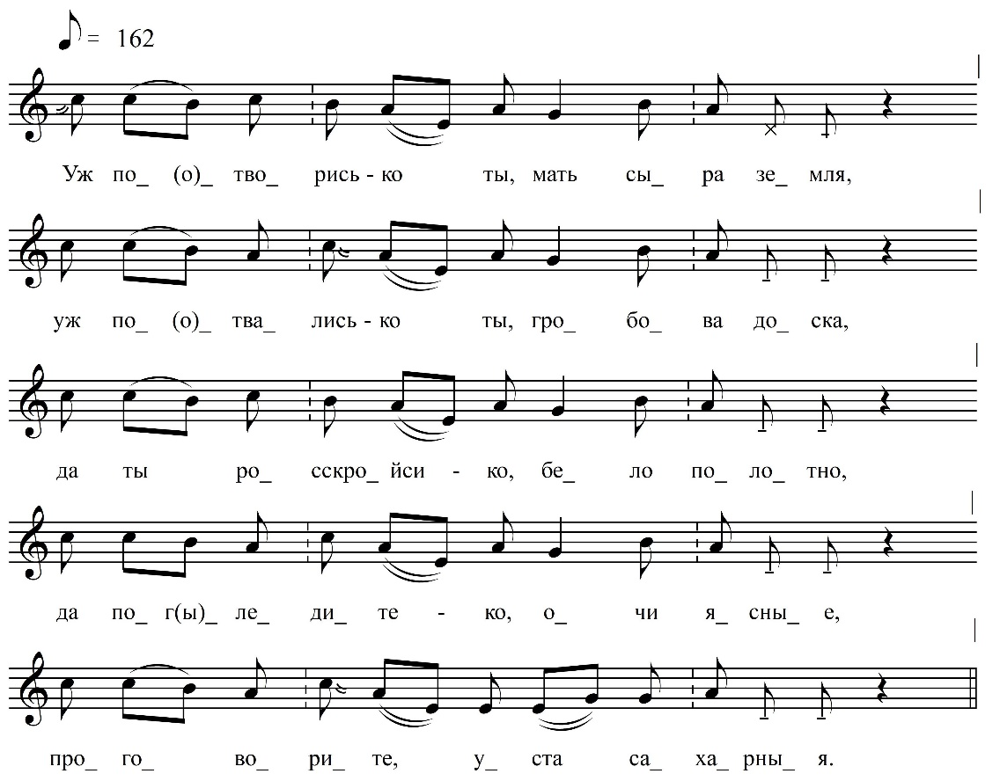 = 162
Уж по_ (о)_ тво_ рись - ко ты, мать сы_ ра зе_ мля,
уж по_ (о)_ тва_ лись - ко ты, гро_ бо_ ва до_ ска,
да ты ро_ сскро_ йси - ко, бе_ ло по_ ло_ тно,
да по_ г(ы)_ ле_ ди_ те - ко, о_ чи я_ сны_ е,
про_ го_ во_ ри_ те, у_ ста са_ ха_ рны_ я.